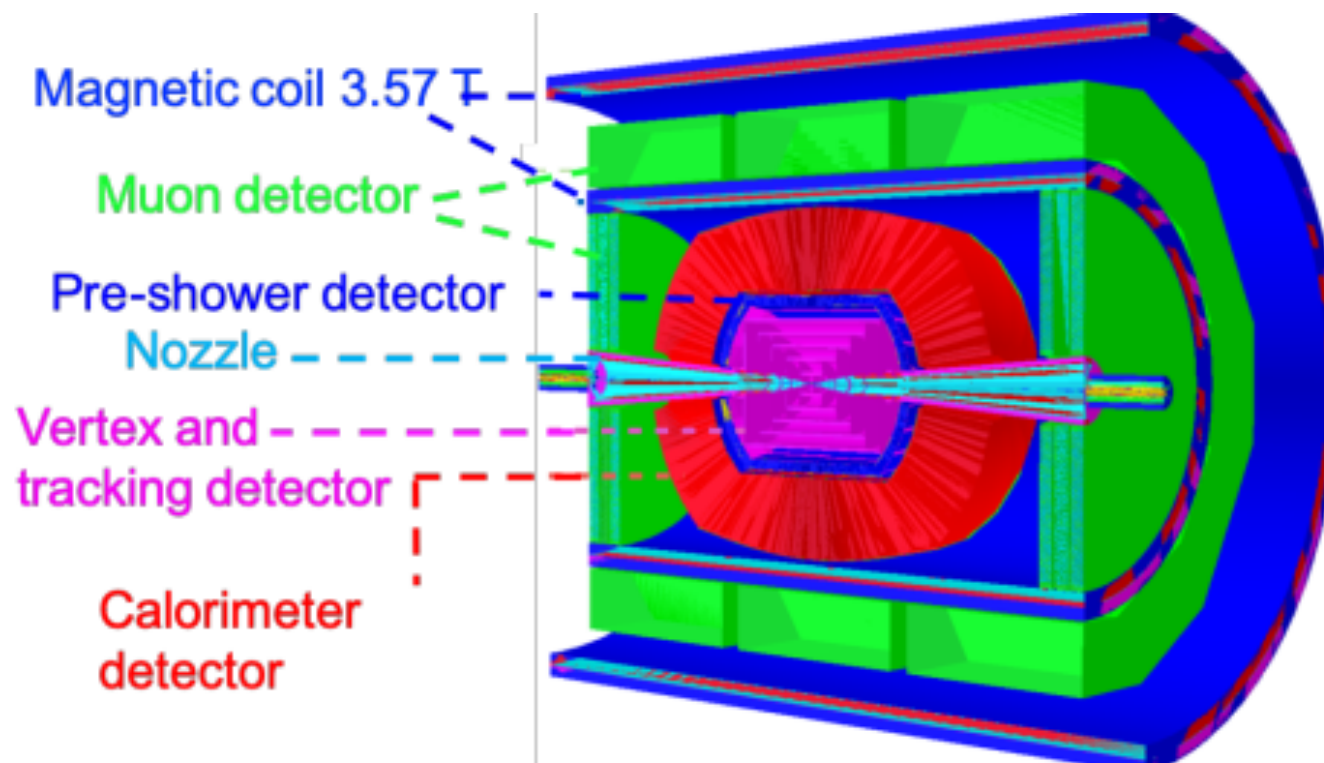 Magnetic coil 3.57 T
Muon detector
Pre-shower detector
Nozzle
Vertex and
tracking detector
Calorimeter
detector